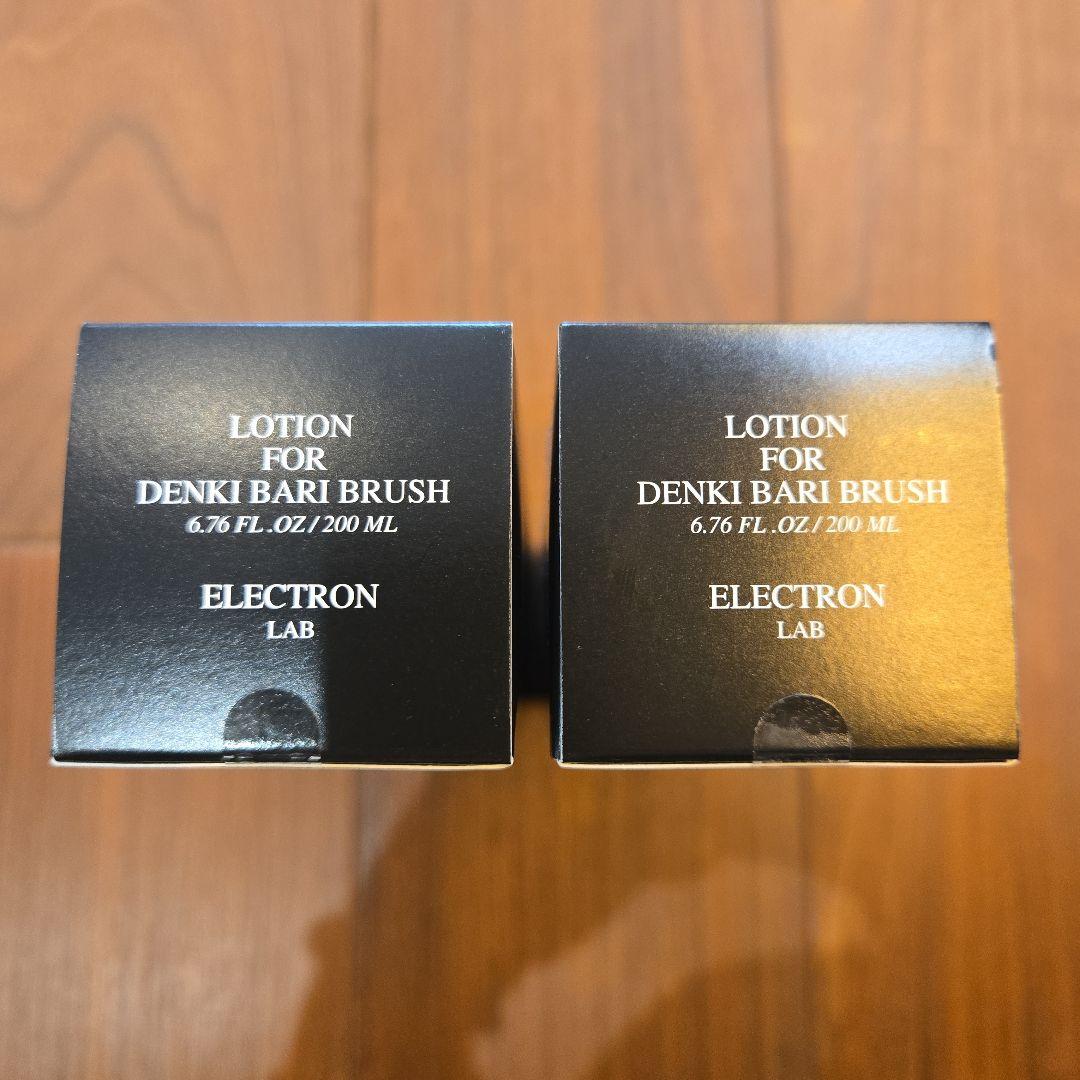 LOTION
FOR
DENKI BARI BRUSH
6.76 FL .OZ / 200 ML
ELECTRON
LAB
LOTION
FOR
DENKI BARI BRUSH
6.76 FL .OZ / 200 ML
ELECTRON
LAB